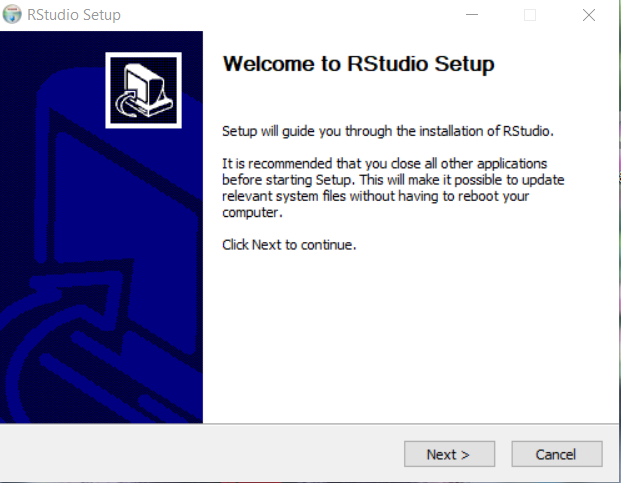 RStudio Setup
Welcome to RStudio Setup
Setup will guide you through the installation of RStudio.
It is recommended that you close all other applications
before starting Setup. This will make it possible to update
relevant system files without having to reboot your
computer.
Click Next to continue.
Next >
Cancel